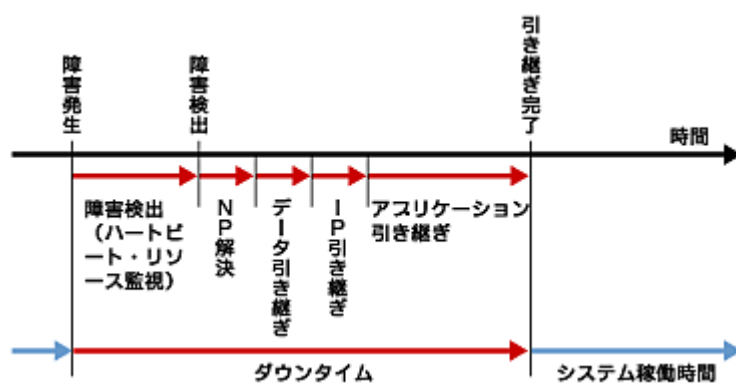 障害発生
障害検出
引き継ぎ完了
時間
障害検出
（ハートビ
ート・リソ
ース監視）
NP解決
データ引き継ぎ
IP引き継ぎ
アプリケーション
引き継ぎ
ダウンタイム
システム稼働時間